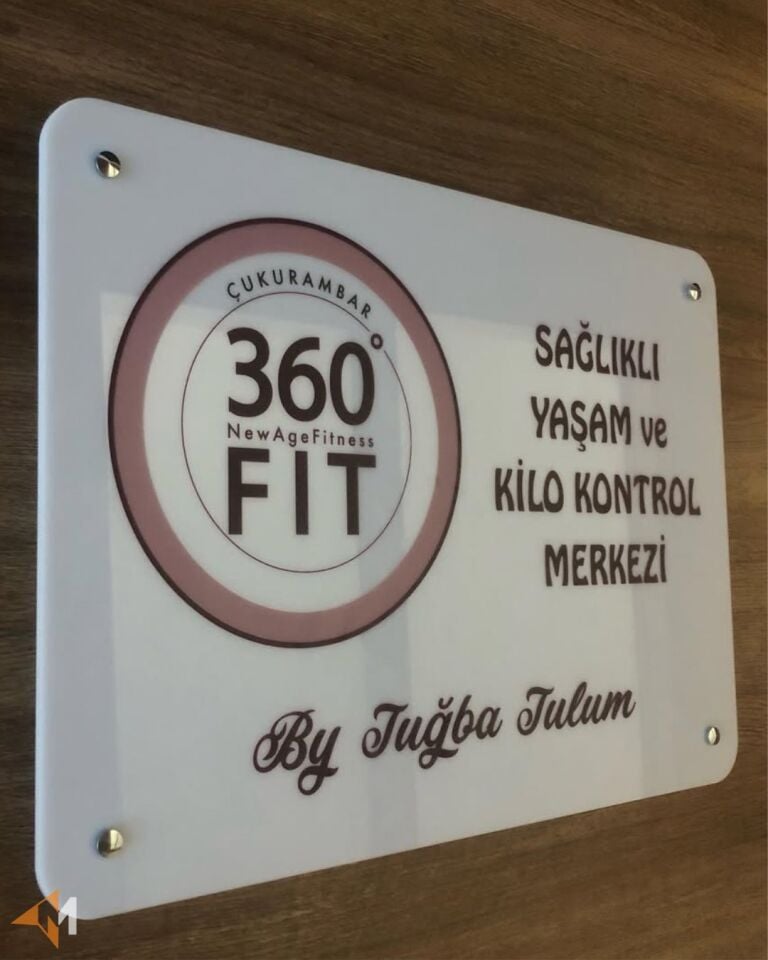 ÇUKURAMBAR
360°
NewAgeFitness
FIT
SAĞLIKLI
YAŞAM ve
KİLO KONTROL
MERKEZİ
By Tuğba Tulum
M